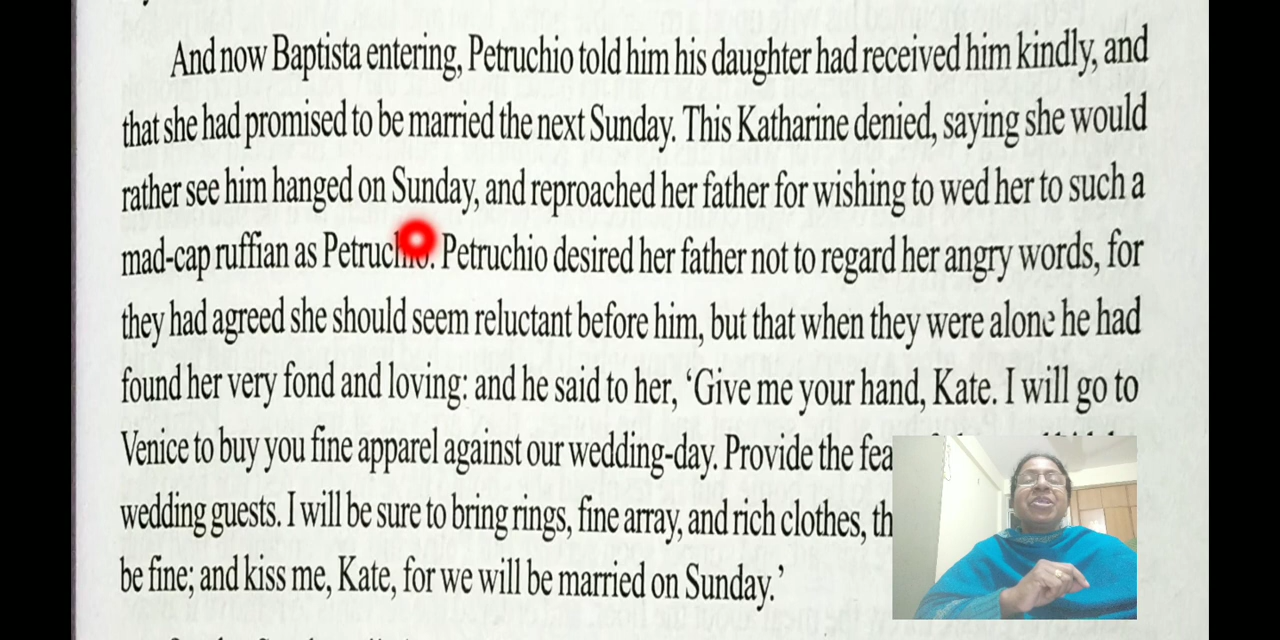 And now Baptista entering, Petruchio told him his daughter had received him kindly, and
that she had promised to be married the next Sunday. This Katharine denied, saying she would
rather see him hanged on Sunday, and reproached her father for wishing to wed her to such a
mad-cap ruffian as Petruchio. Petruchio desired her father not to regard her angry words, for
they had agreed she should seem reluctant before him, but that when they were alone he had
found her very fond and loving: and he said to her, ‘Give me your hand, Kate. I will go to
Venice to buy you fine apparel against our wedding-day. Provide the
wedding guests. I will be sure to bring rings, fine array, and rich clothes,
be fine; and kiss me, Kate, for we will be married on Sunday.’